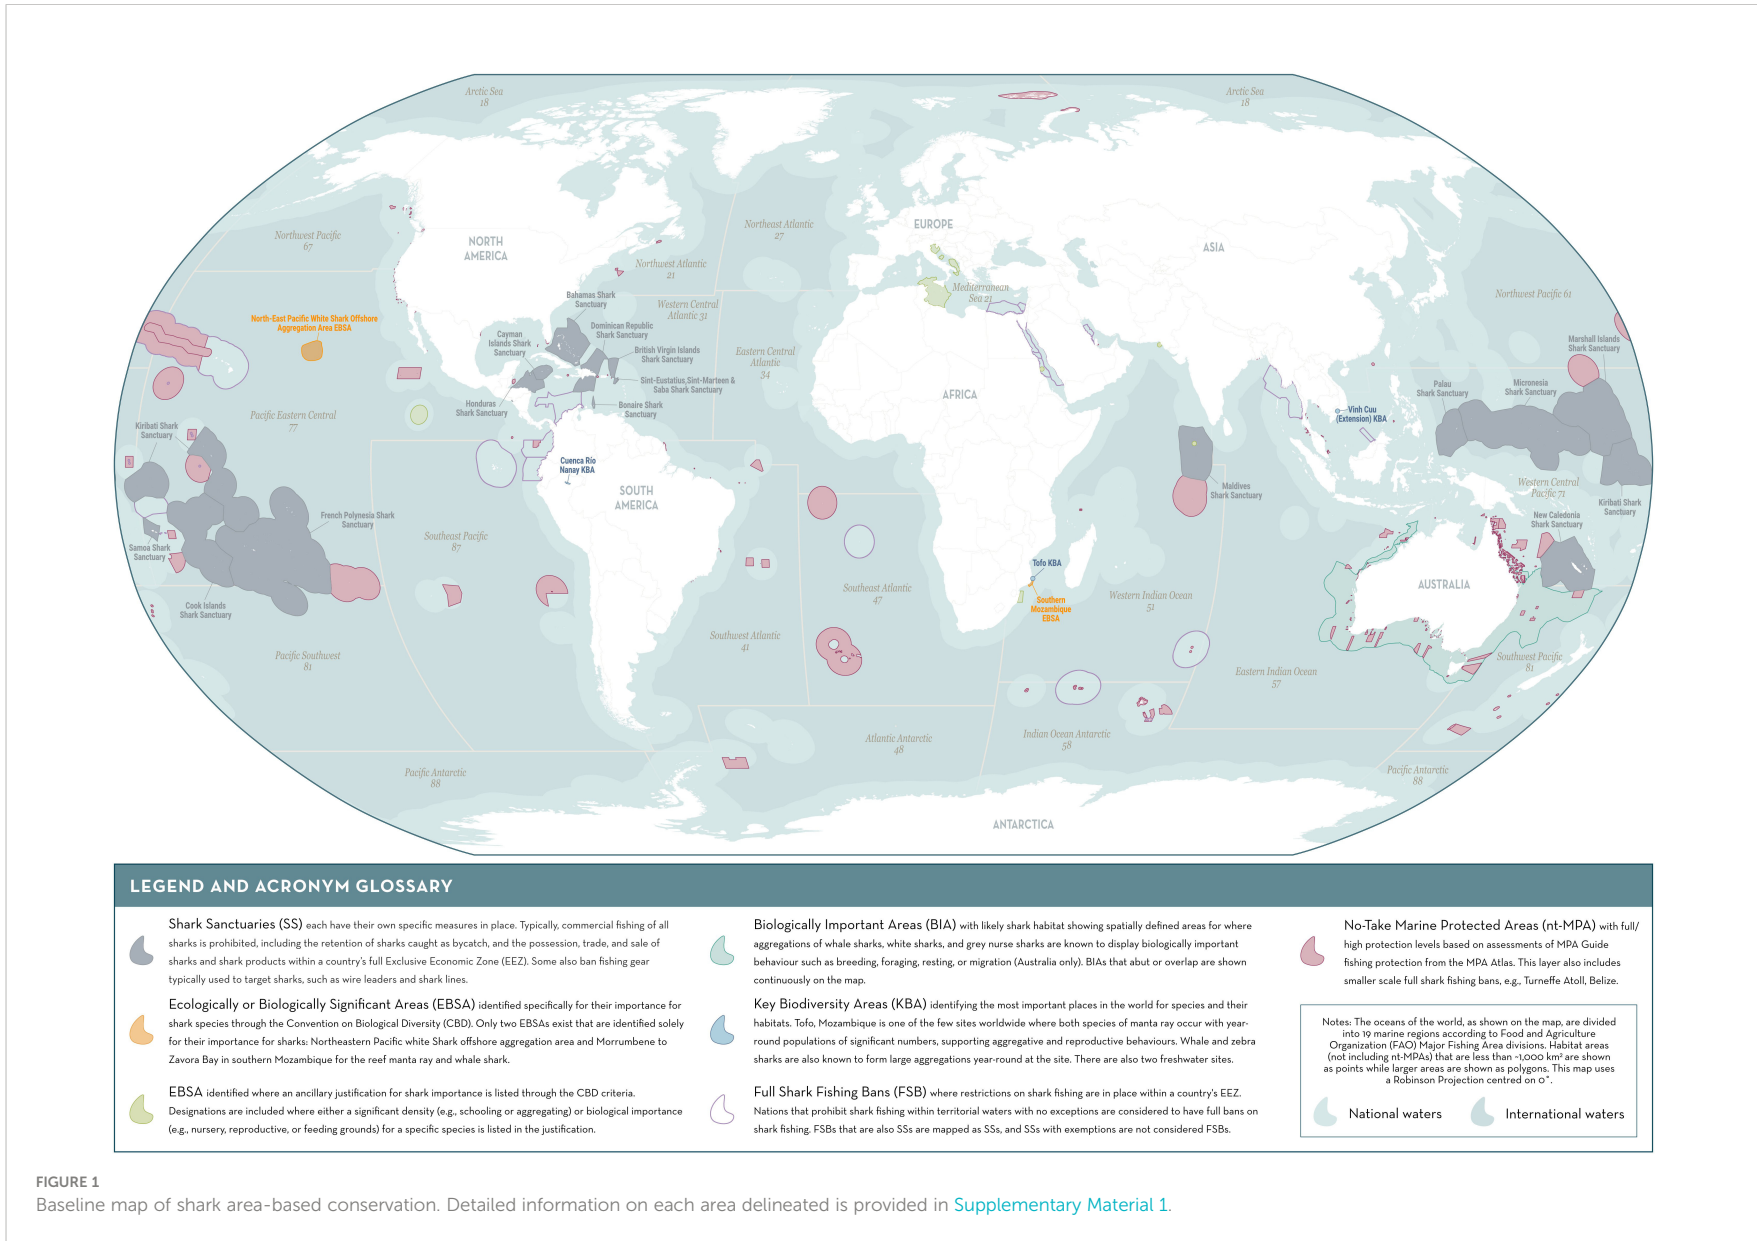 Arctic Sea
18
Arctic Sea
18
Northwest Pacific
67
NORTH
AMERICA
Northeast Atlantic
27
EUROPE
ASIA
Northwest Atlantic
21
Mediterranean
Sea 21
Northwest Pacific 61
Bahamas Shark
Sanctuary
Western Central
Atlantic 31
North-East Pacific White Shark Offshore
Aggregation Area EBSA
Cayman
Islands Shark
Sanctuary
Dominican Republic
Shark Sanctuary
British Virgin Islands
Shark Sanctuary
Eastern Central
Atlantic
34
Marshall Islands
Shark Sanctuary
Sint-Eustatius,Sint-Marteen &
Saba Shark Sanctuary
Palau
Shark Sanctuary
Micronesia
Shark Sanctuary
AFRICA
Honduras
Shark Sanctuary
Bonaire Shark
Sanctuary
Pacific Eastern Central
77
Vinh Cuu
(Extension) KBA
Kiribati Shark
Sanctuary
Cuenca Rio
Nanay KBA
SOUTH
AMERICA
Maldives
Shark Sanctuary
Western Central
Pacific 71
Kiribati Shark
Sanctuary
French Polynesia Shark
Sanctuary
New Caledonia
Shark Sanctuary
Southeast Pacific
87
Samoa Shark
Sanctuary
Tofo KBA
AUSTRALIA
Southeast Atlantic
47
Southern
Mozambique
EBSA
Western Indian Ocean
51
Cook Islands
Shark Sanctuary
Southwest Atlantic
41
Pacific Southwest
81
Eastern Indian Ocean
57
Southwest Pacific
81
Atlantic Antarctic
48
Indian Ocean Antarctic
58
Pacific Antarctic
88
Pacific Antarctic
88
ANTARCTICA
LEGEND AND ACRONYM GLOSSARY
Shark Sanctuaries (SS) each have their own specific measures in place. Typically, commercial fishing of all
sharks is prohibited, including the retention of sharks caught as bycatch, and the possession, trade, and sale of
sharks and shark products within a country's full Exclusive Economic Zone (EEZ). Some also ban fishing gear
typically used to target sharks, such as wire leaders and shark lines.
Ecologically or Biologically Significant Areas (EBSA) identified specifically for their importance for
shark species through the Convention on Biological Diversity (CBD). Only two EBSAs exist that are identified solely
for their importance for sharks: Northeastern Pacific white Shark offshore aggregation area and Morrumbene to
Zavora Bay in southern Mozambique for the reef manta ray and whale shark.
EBSA identified where an ancillary justification for shark importance is listed through the CBD criteria.
Designations are included where either a significant density (e.g., schooling or aggregating) or biological importance
(e.g., nursery, reproductive, or feeding grounds) for a specific species is listed in the justification.
Biologically Important Areas (BIA) with likely shark habitat showing spatially defined areas for where
aggregations of whale sharks, white sharks, and grey nurse sharks are known to display biologically important
behaviour such as breeding, foraging, resting, or migration (Australia only). BIAs that abut or overlap are shown
continuously on the map.
Key Biodiversity Areas (KBA) identifying the most important places in the world for species and their
habitats. Tofo, Mozambique is one of the few sites worldwide where both species of manta ray occur with year-
round populations of significant numbers, supporting aggregative and reproductive behaviours. Whale and zebra
sharks are also known to form large aggregations year-round at the site. There are also two freshwater sites.
Full Shark Fishing Bans (FSB) where restrictions on shark fishing are in place within a country's EEZ.
Nations that prohibit shark fishing within territorial waters with no exceptions are considered to have full bans on
shark fishing. FSBs that are also SSs are mapped as SSs, and SSs with exemptions are not considered FSBs.
No-Take Marine Protected Areas (nt-MPA) with full/
high protection levels based on assessments of MPA Guide
fishing protection from the MPA Atlas. This layer also includes
smaller scale full shark fishing bans, e.g., Turneffe Atoll, Belize.
Notes: The oceans of the world, as shown on the map, are divided
into 19 marine regions according to Food and Agriculture
Organization (FAO) Major Fishing Area divisions. Habitat areas
(not including nt-MPAs) that are less than ~1,000 km² are shown
as points while larger areas are shown as polygons. This map uses
a Robinson Projection centred on 0°.
National waters
International waters
FIGURE 1
Baseline map of shark area-based conservation. Detailed information on each area delineated is provided in Supplementary Material 1.